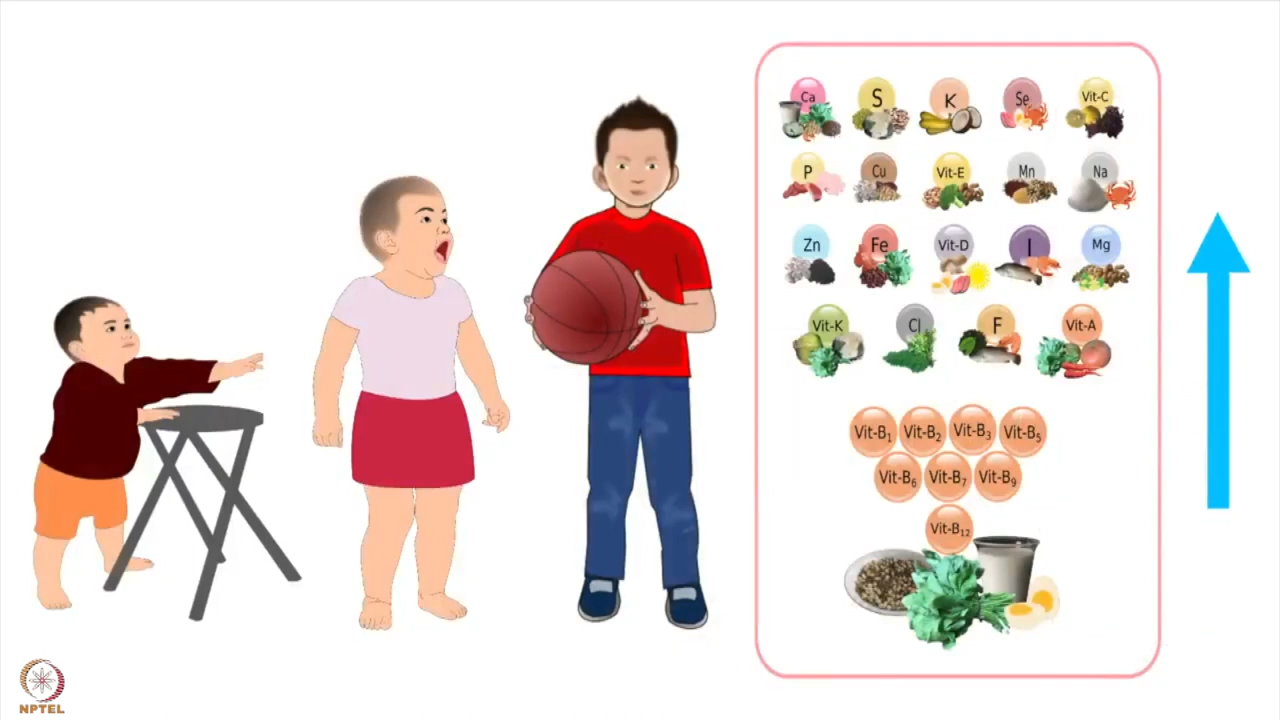 Ca S K Se Vit-C
P Cu Vit-E Mn Na
Zn Fe Vit-D I Mg
Vit-K Cl F Vit-A
Vit-B₁ Vit-B₂ Vit-B₃ Vit-B₅
Vit-B₆ Vit-B₇ Vit-B₉
Vit-B₁₂
NPTEL